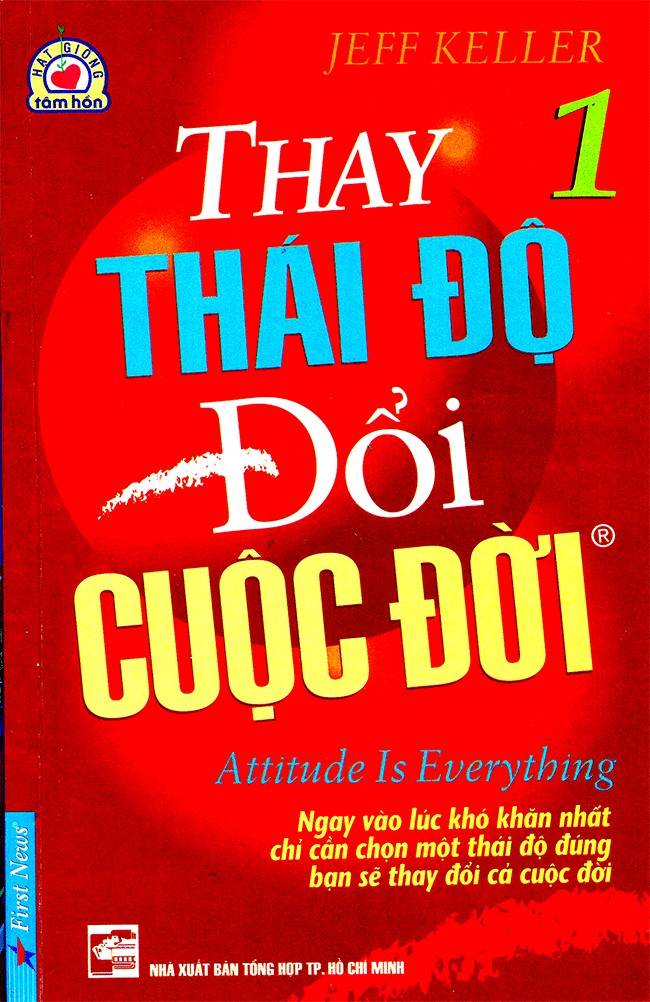 HẠT GIỐNG
tâm hồn
JEFF KELLER
THAY 1
THÁI ĐỘ
ĐỔI
CUỘC ĐỜI®
Attitude Is Everything
Ngay vào lúc khó khăn nhất
chỉ cần chọn một thái độ đúng
bạn sẽ thay đổi cả cuộc đời
First News®
NHÀ XUẤT BẢN TỔNG HỢP TP. HỒ CHÍ MINH